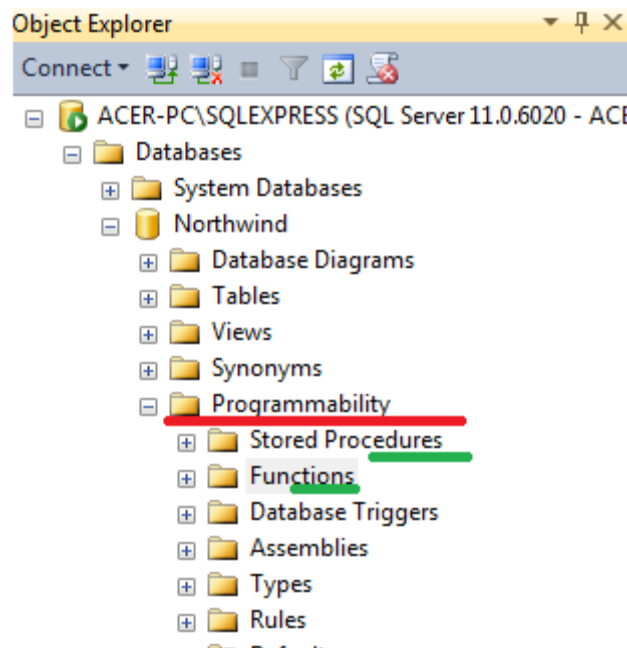 Object Explorer
Connect
ACER-PC\SQLEXPRESS (SQL Server 11.0.6020 - ACE
Databases
System Databases
Northwind
Database Diagrams
Tables
Views
Synonyms
Programmability
Stored Procedures
Functions
Database Triggers
Assemblies
Types
Rules